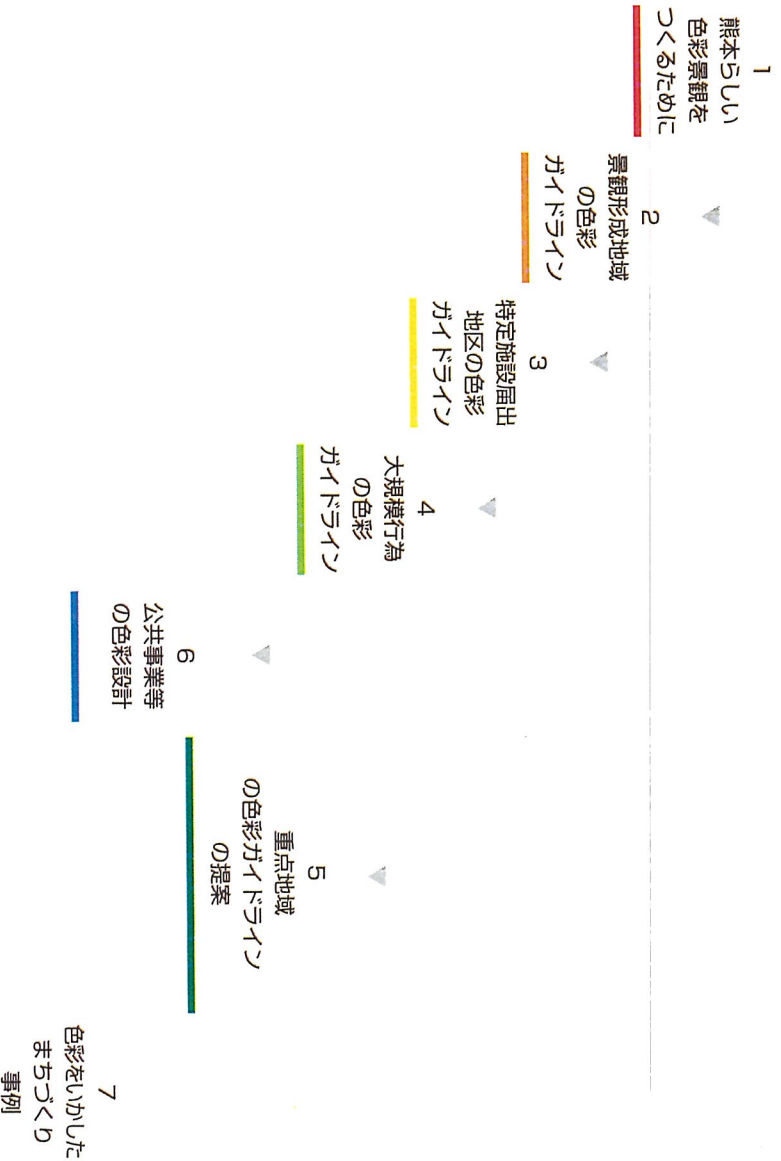 1
熊本らしい
色彩景観を
つくるために
2
景観形成地域
の色彩
ガイドライン
3
特定施設届出
地区の色彩
ガイドライン
4
大規模行為
の色彩
ガイドライン
5
重点地域
の色彩ガイドライン
の提案
6
公共事業等
の色彩設計
7
色彩をいかした
まちづくり
事例